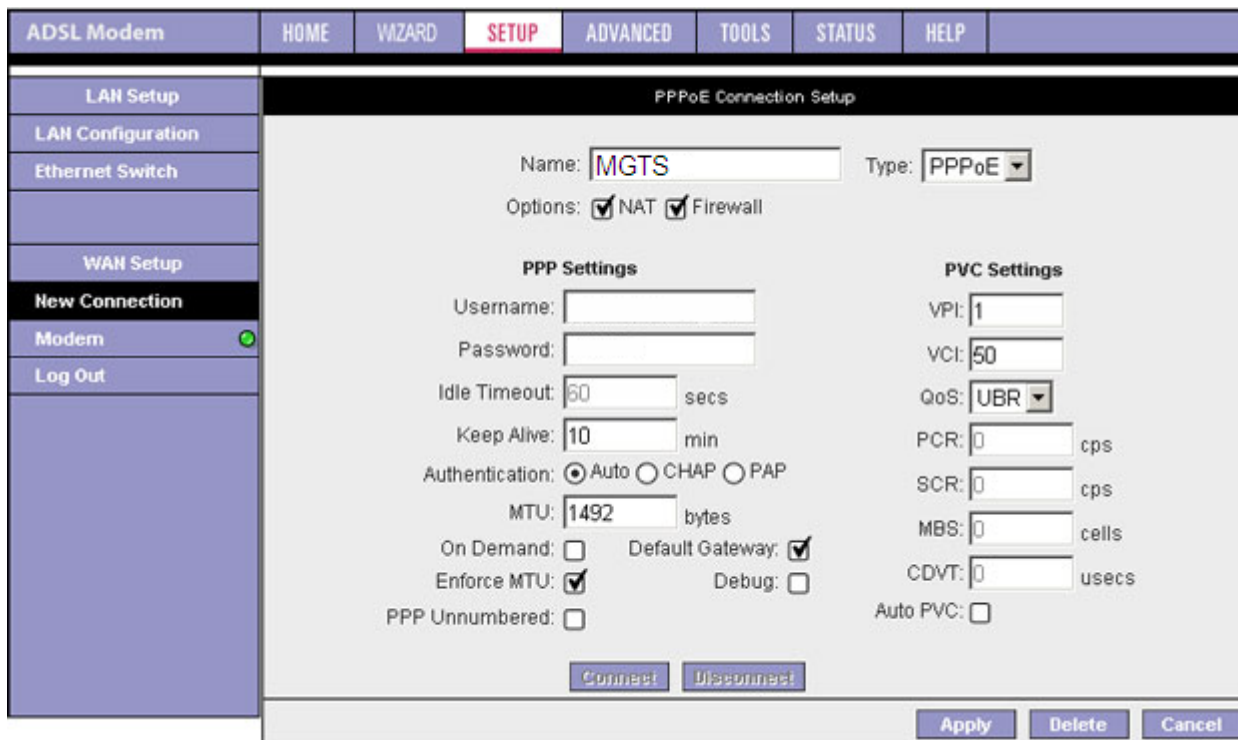 ADSL Modem HOME WIZARD SETUP ADVANCED TOOLS STATUS HELP
LAN Setup
LAN Configuration
Ethernet Switch
WAN Setup
New Connection
Modem
Log Out
PPPoE Connection Setup
Name: MGTS Type: PPPoE
Options: NAT Firewall
PPP Settings
Username:
Password:
Idle Timeout: 60 secs
Keep Alive: 10 min
Authentication: Auto CHAP PAP
MTU: 1492 bytes
On Demand: Default Gateway:
Enforce MTU: Debug:
PPP Unnumbered:
PVC Settings
VPI: 1
VCI: 50
QoS: UBR
PCR: 0 cps
SCR: 0 cps
MBS: 0 cells
CDVT: 0 usecs
Auto PVC:
Connect Disconnect
Apply Delete Cancel